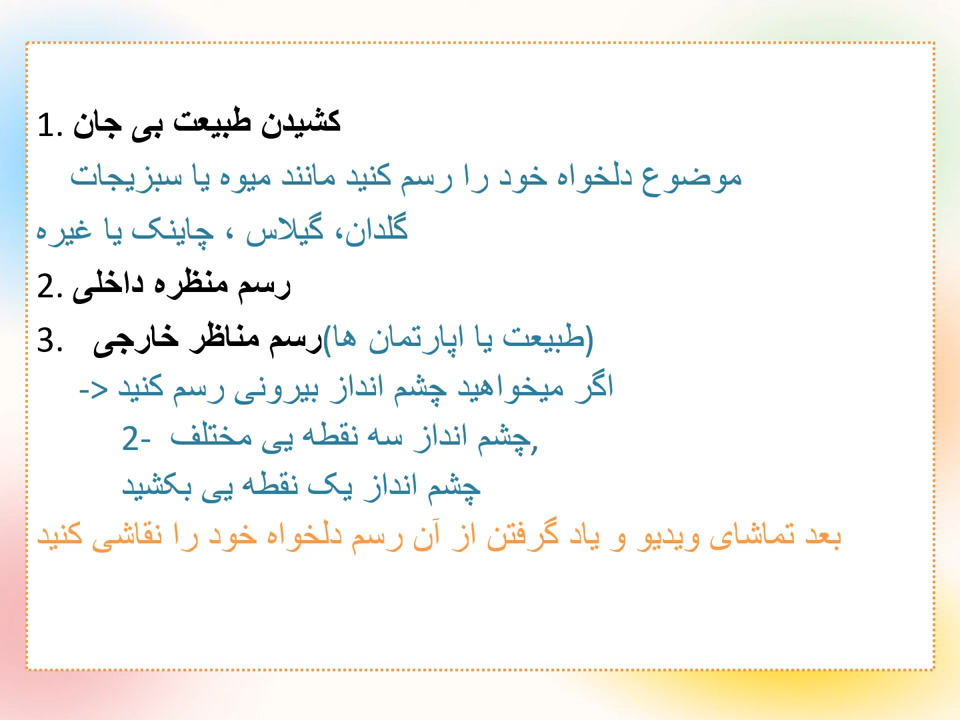 1. کشیدن طبیعت بی جان
موضوع دلخواه خود را رسم کنید مانند میوه یا سبزیجات
گلدان، گیلاس ، چاینک یا غیره
2. رسم منظره داخلی
3. رسم مناظر خارجی(طبیعت یا اپارتمان ها)
-> اگر میخواهید چشم انداز بیرونی رسم کنید
2- چشم انداز سه نقطه یی مختلف,
چشم انداز یک نقطه یی بکشید
بعد تماشای ویدیو و یاد گرفتن از آن رسم دلخواه خود را نقاشی کنید